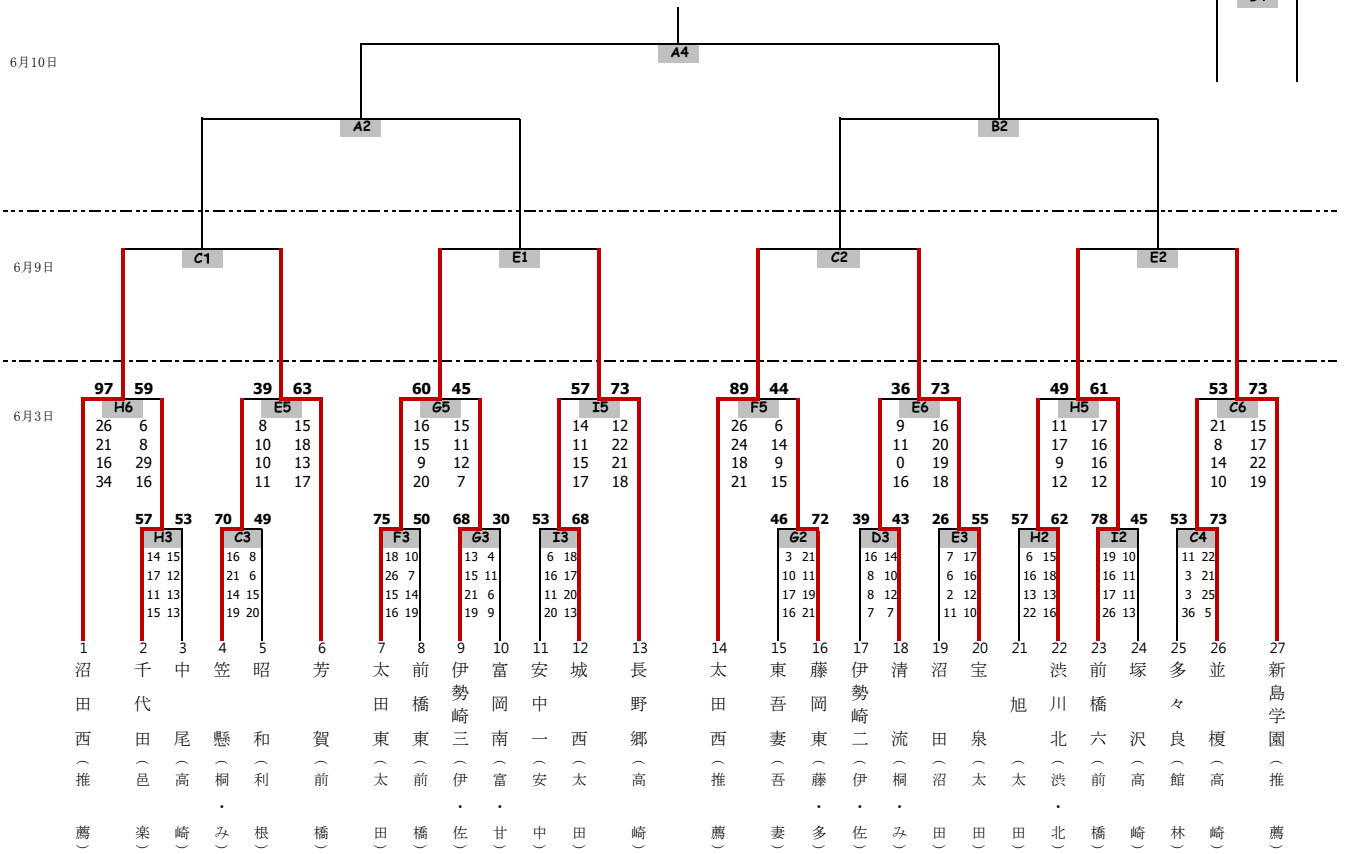 A4
6月10日
A2 B2
C1 E1 C2 E2
6月9日
97 59 39 63 60 45 57 73 89 44 36 73 49 61 53 73
6月3日
H6 E5 G5 I5 F5 E6 H5 C6
26 6 8 15 16 15 14 12 26 6 9 16 11 17 21 15
21 8 10 18 15 11 11 22 24 14 11 20 17 16 8 17
16 29 10 13 9 12 15 21 18 9 0 19 9 16 14 22
34 16 11 17 20 7 17 18 21 15 16 18 12 12 10 19
57 53 70 49 75 50 68 30 53 68 46 72 39 43 26 55 57 62 78 45 53 73
H3 C3 F3 G3 I3 G2 D3 E3 H2 I2 C4
14 15 16 8 18 10 13 4 6 18 3 21 16 14 7 17 6 15 19 10 11 22
17 12 21 6 26 7 15 11 16 17 10 11 8 10 6 16 16 18 16 11 3 21
11 13 14 15 15 14 21 6 11 20 17 19 8 12 2 12 13 13 17 11 3 25
15 13 19 20 16 19 19 9 20 13 16 21 7 7 11 10 22 16 26 13 36 5
1 2 3 4 5 6 7 8 9 10 11 12 13 14 15 16 17 18 19 20 21 22 23 24 25 26 27
沼田西（推薦）
千代田（邑楽）
中尾（高崎）
笠懸（桐・み）
昭和（利根）
芳賀（前橋）
太田東（太田）
前橋東（前橋）
伊勢崎三（伊・佐）
富岡南（富・甘）
安中一（安中）
城西（太田）
長野郷（高崎）
太田西（推薦）
東吾妻（吾妻）
藤岡東（藤・多）
伊勢崎二（伊・佐）
清流（桐・み）
沼田（沼田）
宝泉（太田）
旭（太田）
渋川北（渋・北）
前橋六（前橋）
塚沢（高崎）
多々良（館林）
並榎（高崎）
新島学園（推薦）